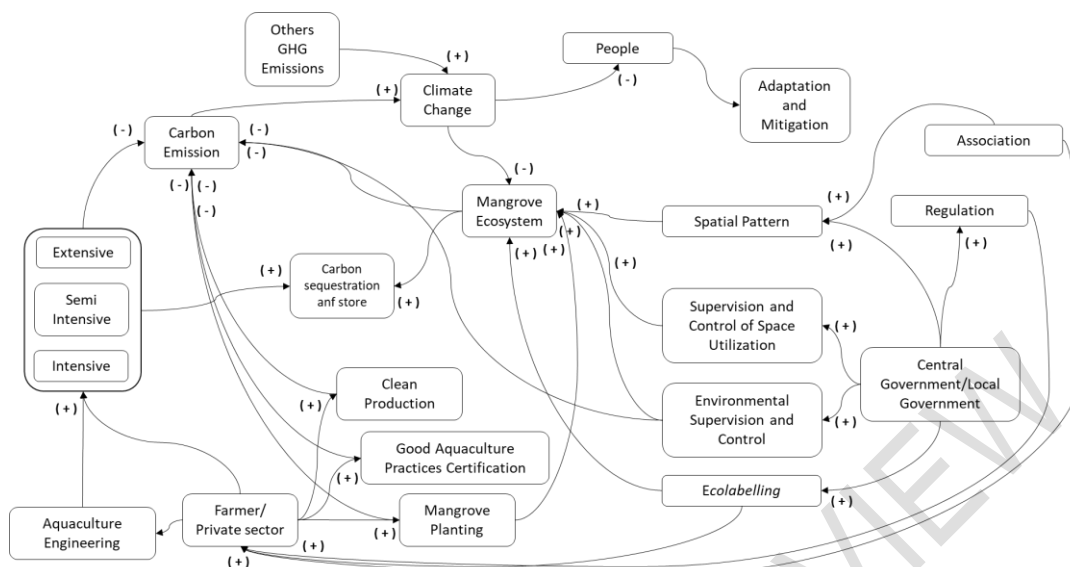 Others
GHG
Emissions
( + )
( + )
Climate
Change
People
( - )
Adaptation
and
Mitigation
( - )
Carbon
Emission
( - )
( - )
( - )
( - )
( - )
( - )
Mangrove
Ecosystem
( + )
( + )
( + )
( + )
( + )
Spatial Pattern
( + )
( + )
Association
Regulation
( + )
Extensive
Semi
Intensive
Intensive
( + )
( + )
Carbon
sequestration
anf store
( + )
Supervision and
Control of Space
Utilization
( + )
Central
Government/Local
Government
Environmental
Supervision and
Control
( + )
Ecolabelling
( + )
Clean
Production
Good Aquaculture
Practices Certification
( + )
Mangrove
Planting
( + )
( + )
Farmer/
Private sector
( + )
Aquaculture
Engineering
VIEW